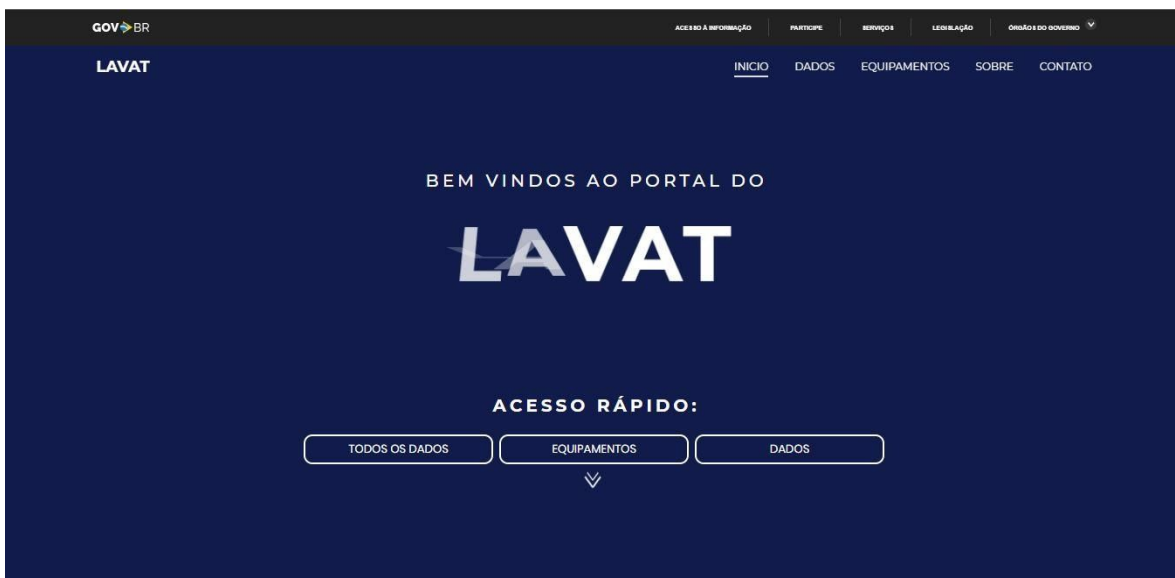 GOV BR ACESSO À INFORMAÇÃO PARTICIPE SERVIÇOS LEGISLAÇÃO ÓRGÃOS DO GOVERNO
LAVAT INICIO DADOS EQUIPAMENTOS SOBRE CONTATO
BEM VINDOS AO PORTAL DO
LAVAT
ACESSO RÁPIDO:
TODOS OS DADOS EQUIPAMENTOS DADOS